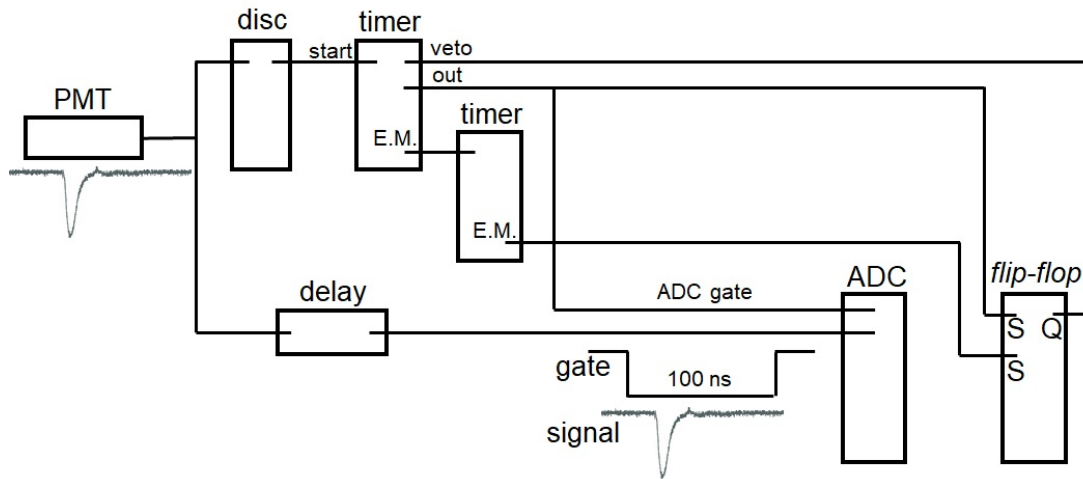 disc
timer
start
veto
out
PMT
timer
E.M.
E.M.
delay
ADC gate
ADC
flip-flop
S
Q
S
gate
100 ns
signal